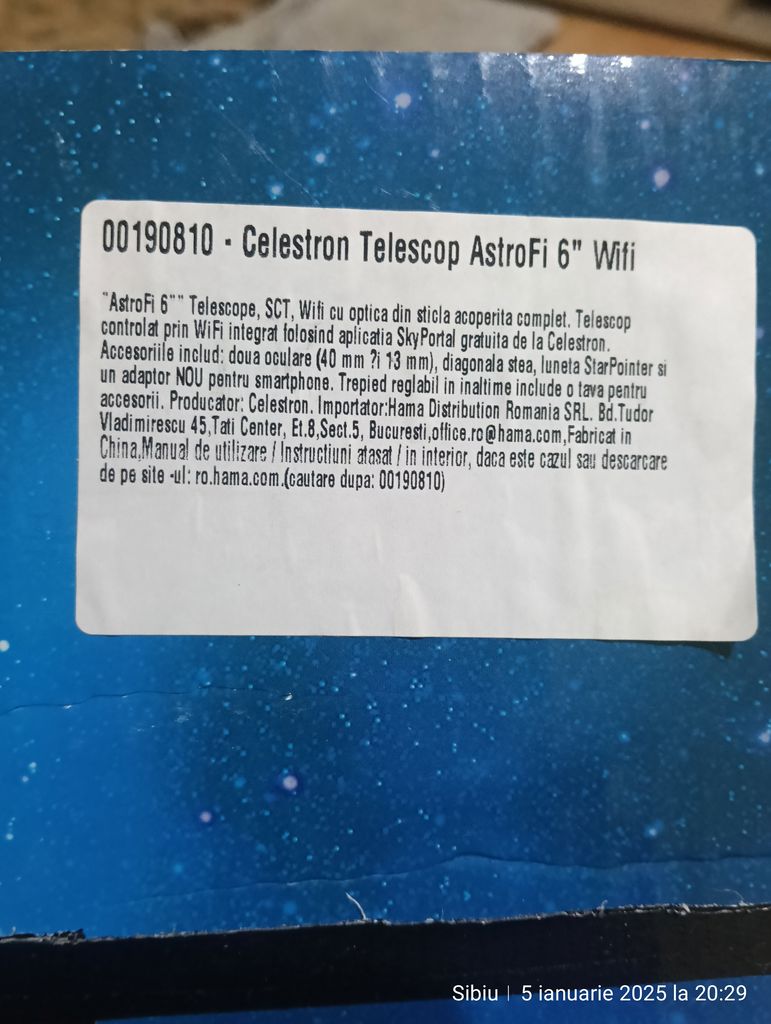 00190810 - Celestron Telescop AstroFi 6" Wifi
"AstroFi 6"" Telescope, SCT, Wifi cu optica din sticla acoperita complet. Telescop
controlat prin WiFi integrat folosind aplicatia SkyPortal gratuita de la Celestron.
Accesoriile includ: doua oculare (40 mm ?i 13 mm), diagonala stea, luneta StarPointer si
un adaptor NOU pentru smartphone. Trepied reglabil in inaltime include o tava pentru
accesorii. Producator: Celestron. Importator:Hama Distribution Romania SRL. Bd.Tudor
Vladimirescu 45,Tati Center, Et.8,Sect.5, Bucuresti,office.ro@hama.com,Fabricat in
China,Manual de utilizare / Instructiuni atasat / in interior, daca este cazul sau descarcare
de pe site -ul: ro.hama.com.(cautare dupa: 00190810)
Sibiu | 5 ianuarie 2025 la 20:29